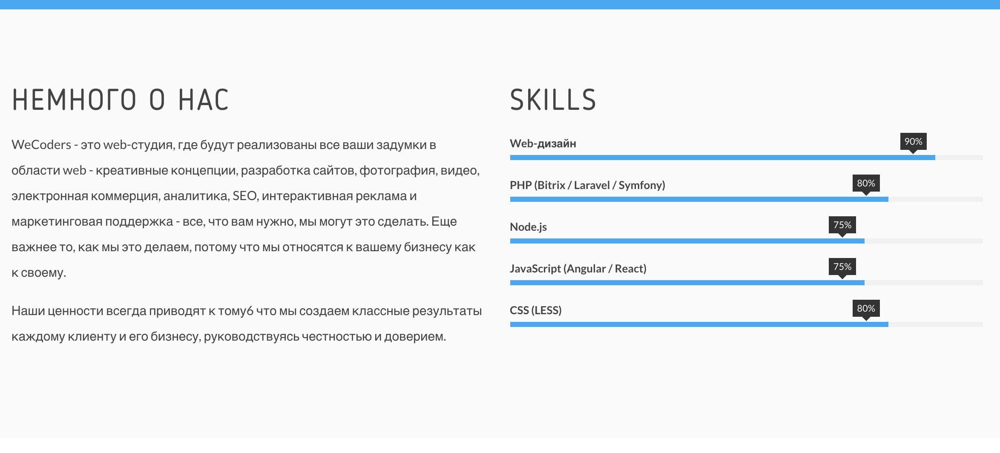 НЕМНОГО О НАС
WeCoders - это web-студия, где будут реализованы все ваши задумки в
области web - креативные концепции, разработка сайтов, фотография, видео,
электронная коммерция, аналитика, SEO, интерактивная реклама и
маркетинговая поддержка - все, что вам нужно, мы могут это сделать. Еще
важнее то, как мы это делаем, потому что мы относятся к вашему бизнесу как
к своему.
Наши ценности всегда приводят к тому6 что мы создаем классные результаты
каждому клиенту и его бизнесу, руководствуясь честностью и доверием.
SKILLS
Web-дизайн
90%
PHP (Bitrix / Laravel / Symfony)
80%
Node.js
75%
JavaScript (Angular / React)
75%
CSS (LESS)
80%